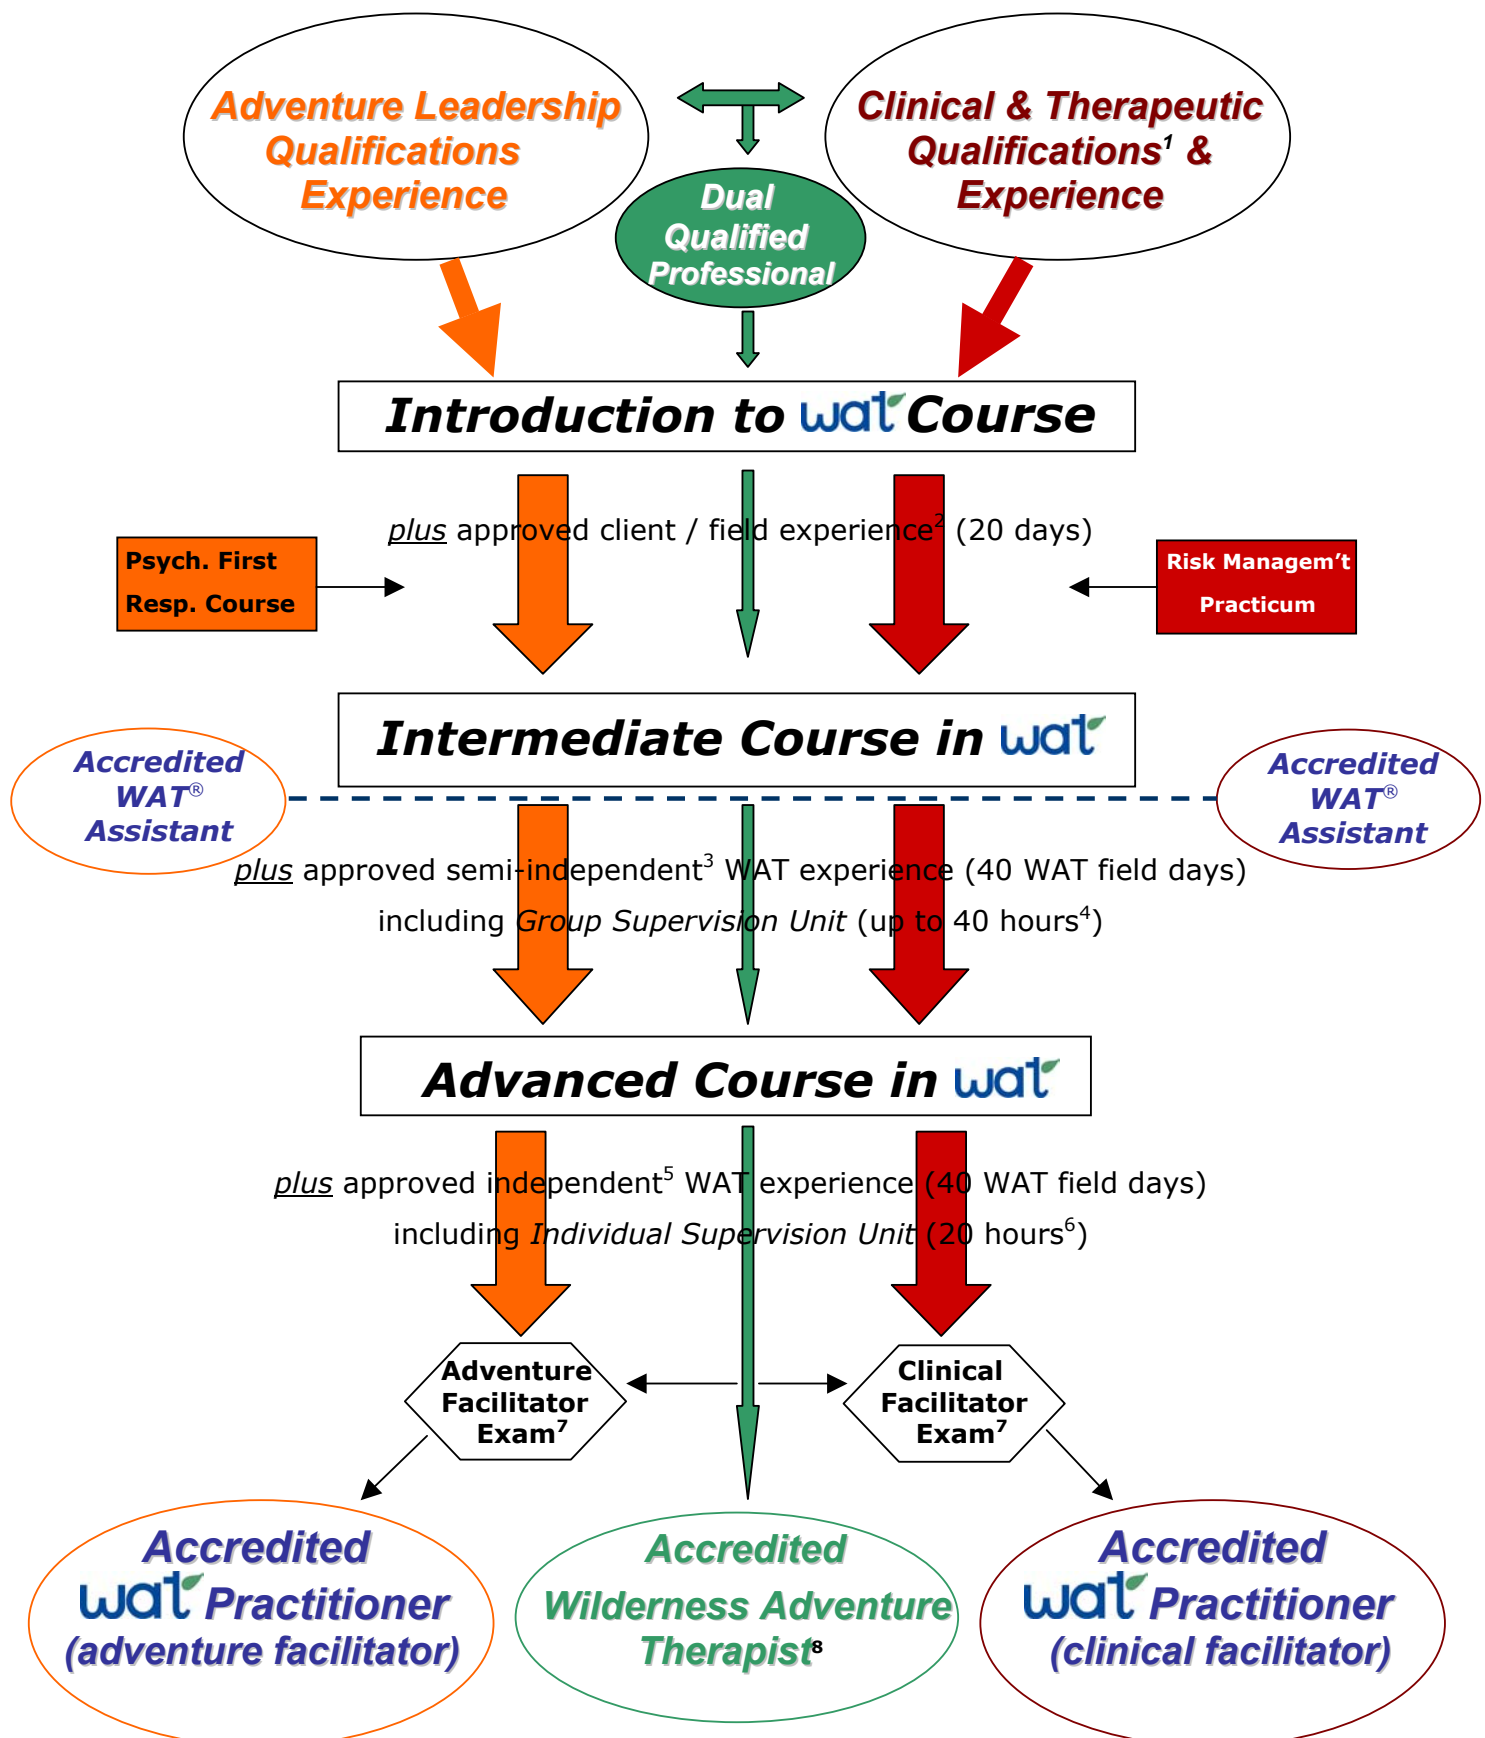 Adventure Leadership
Qualifications
Experience
Clinical & Therapeutic
Qualifications¹ &
Experience
Dual
Qualified
Professional
Introduction to wat Course
plus approved client / field experience² (20 days)
Psych. First
Resp. Course
Risk Managem’t
Practicum
Intermediate Course in wat
Accredited
WAT®
Assistant
Accredited
WAT®
Assistant
plus approved semi-independent³ WAT experience (40 WAT field days)
including Group Supervision Unit (up to 40 hours⁴)
Advanced Course in wat
plus approved independent⁵ WAT experience (40 WAT field days)
including Individual Supervision Unit (20 hours⁶)
Adventure
Facilitator
Exam⁷
Clinical
Facilitator
Exam⁷
Accredited
wat Practitioner
(adventure facilitator)
Accredited
Wilderness Adventure
Therapist⁸
Accredited
wat Practitioner
(clinical facilitator)